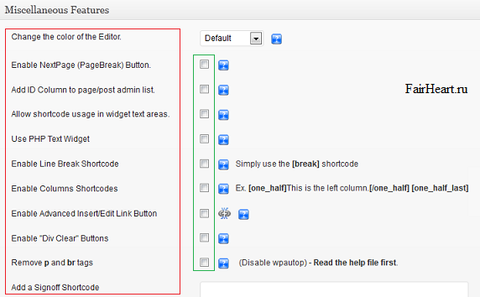 Miscellaneous Features
Change the color of the Editor. Default
Enable NextPage (PageBreak) Button.
Add ID Column to page/post admin list. FairHeart.ru
Allow shortcode usage in widget text areas.
Use PHP Text Widget
Enable Line Break Shortcode Simply use the [break] shortcode
Enable Columns Shortcodes Ex. [one_half]This is the left column.[/one_half] [one_half_last]
Enable Advanced Insert/Edit Link Button
Enable "Div Clear" Buttons
Remove p and br tags (Disable wpautop) - Read the help file first.
Add a Signoff Shortcode